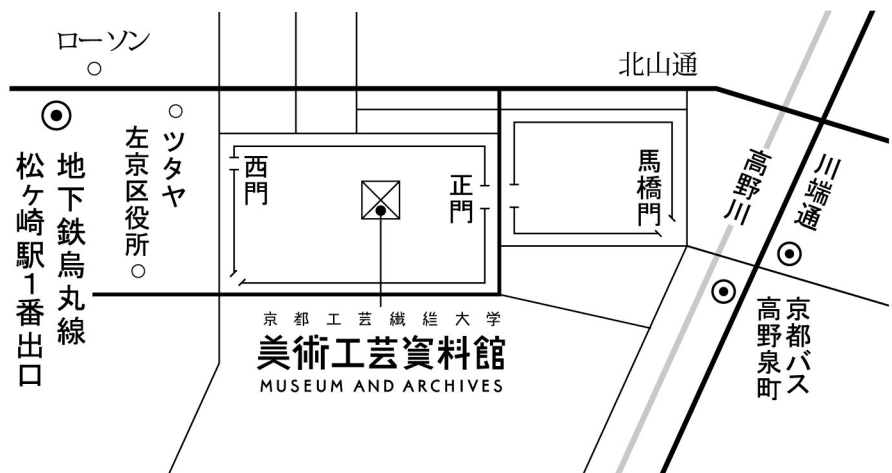 ローソン
北山通
ツタヤ
左京区役所
地下鉄烏丸線
松ヶ崎駅1番出口
西門
正門
馬橋門
高野川
川端通
京都バス
高野泉町
京都工芸繊維大学
美術工芸資料館
MUSEUM AND ARCHIVES